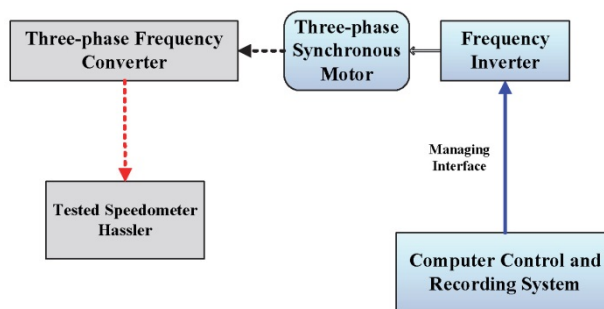 Three-phase Frequency
Converter
Three-phase
Synchronous
Motor
Frequency
Inverter
Managing
Interface
Tested Speedometer
Hassler
Computer Control and
Recording System